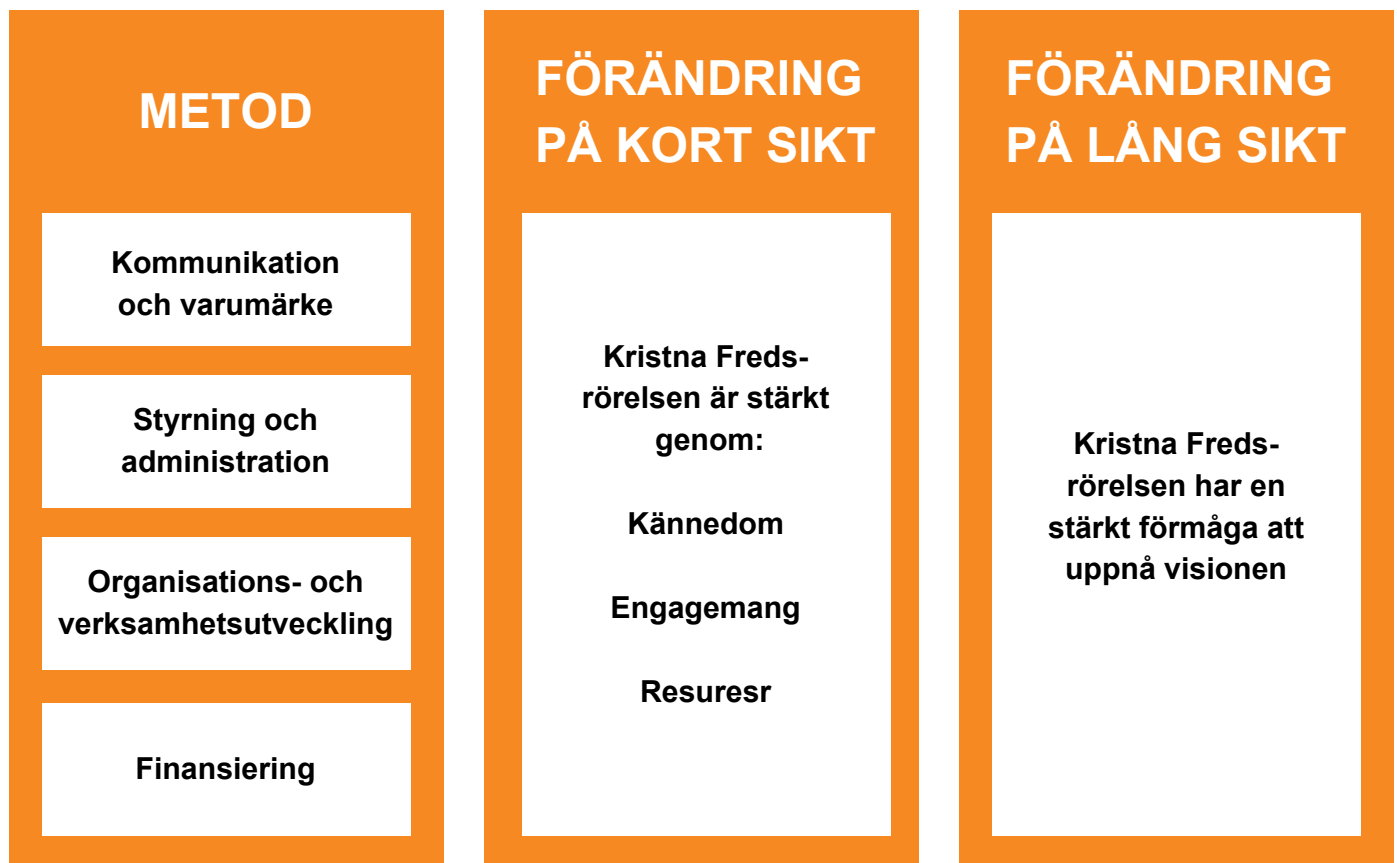 METOD
Kommunikation
och varumärke
Styrning och
administration
Organisations- och
verksamhetsutveckling
Finansiering
FÖRÄNDRING
PÅ KORT SIKT
Kristna Freds-
rörelsen är stärkt
genom:
Kännedom
Engagemang
Resuresr
FÖRÄNDRING
PÅ LÅNG SIKT
Kristna Freds-
rörelsen har en
stärkt förmåga att
uppnå visionen